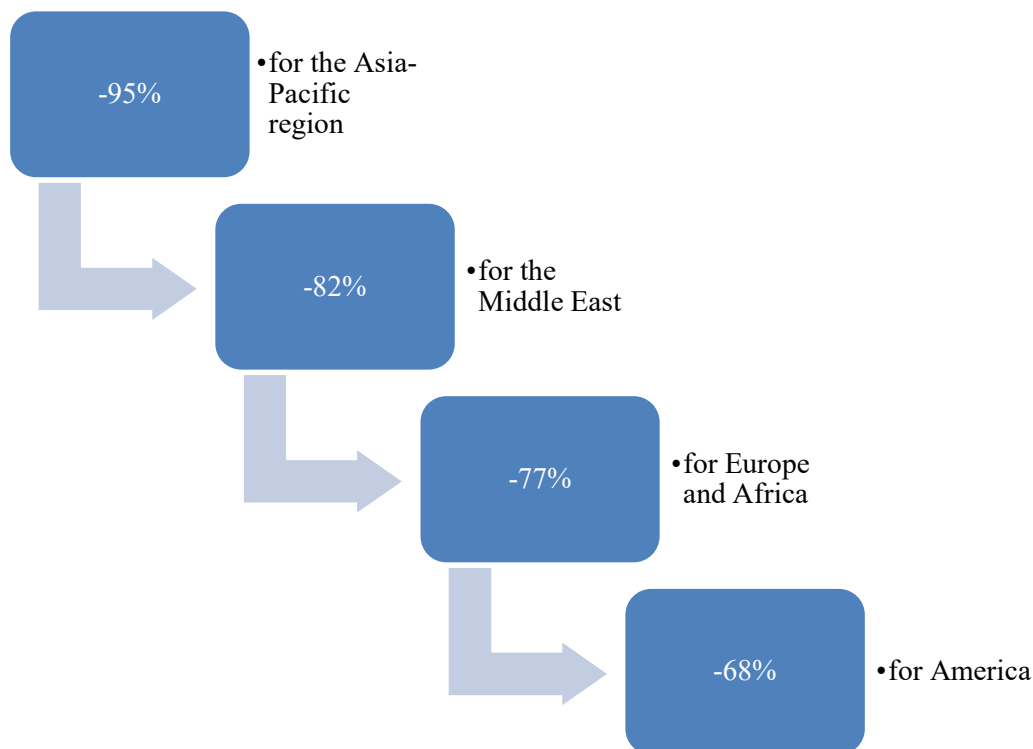 -95%
•for the Asia-
Pacific
region
-82%
•for the
Middle East
-77%
•for Europe
and Africa
-68%
•for America